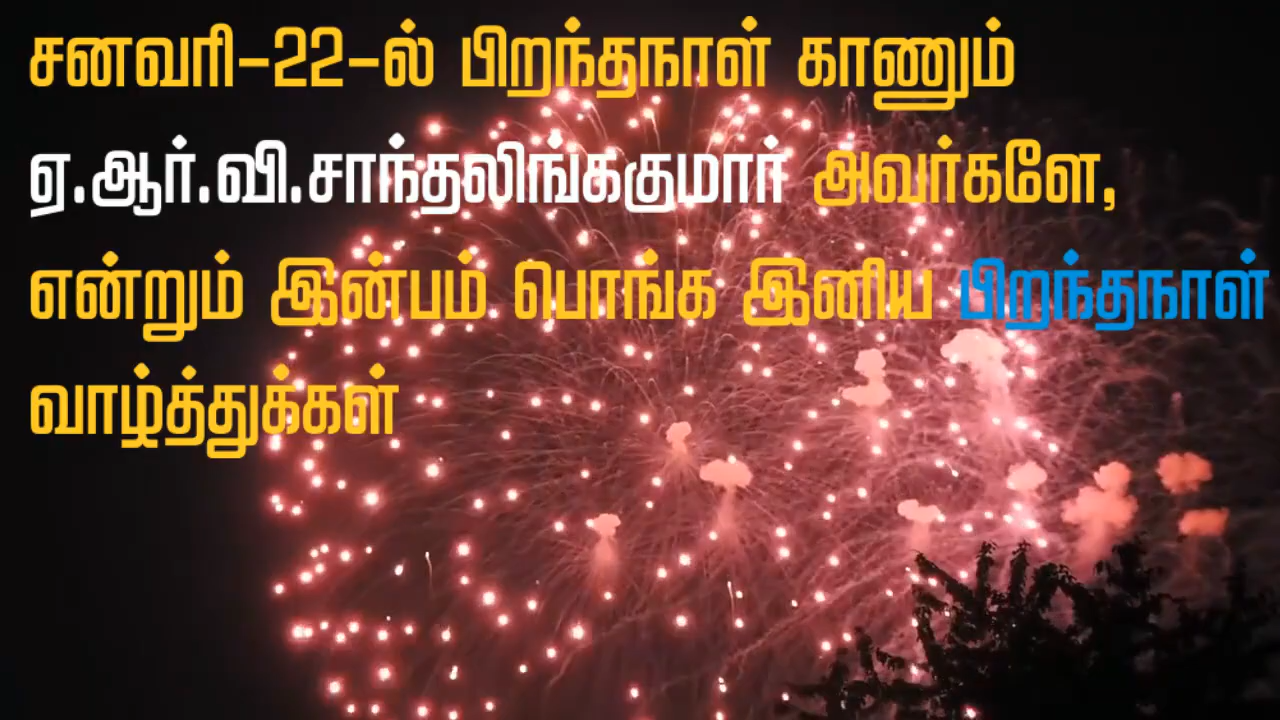 சனவரி-22-ல் பிறந்தநாள் காணும்
ஏ.ஆர்.வி.சாந்தலிங்ககுமார் அவர்களே,
என்றும் இன்பம் பொங்க இனிய பிறந்தநாள்
வாழ்த்துக்கள்